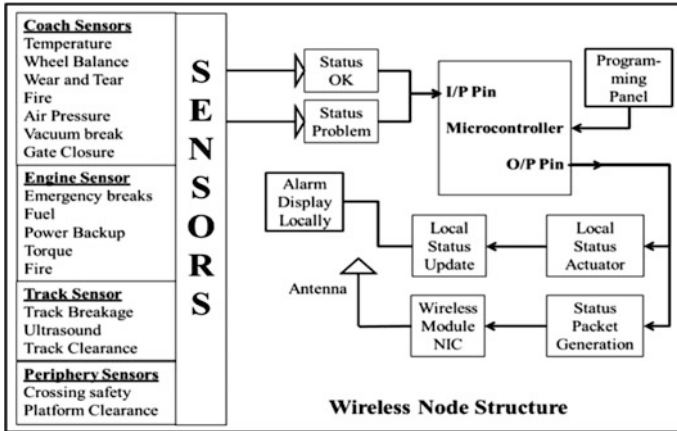 Coach Sensors
Temperature
Wheel Balance
Wear and Tear
Fire
Air Pressure
Vacuum break
Gate Closure
Engine Sensor
Emergency breaks
Fuel
Power Backup
Torque
Fire
Track Sensor
Track Breakage
Ultrasound
Track Clearance
Periphery Sensors
Crossing safety
Platform Clearance
SENSORS
Status
OK
Status
Problem
I/P Pin
Microcontroller
O/P Pin
Program-
ming
Panel
Alarm
Display
Locally
Local
Status
Update
Local
Status
Actuator
Antenna
Wireless
Module
NIC
Status
Packet
Generation
Wireless Node Structure